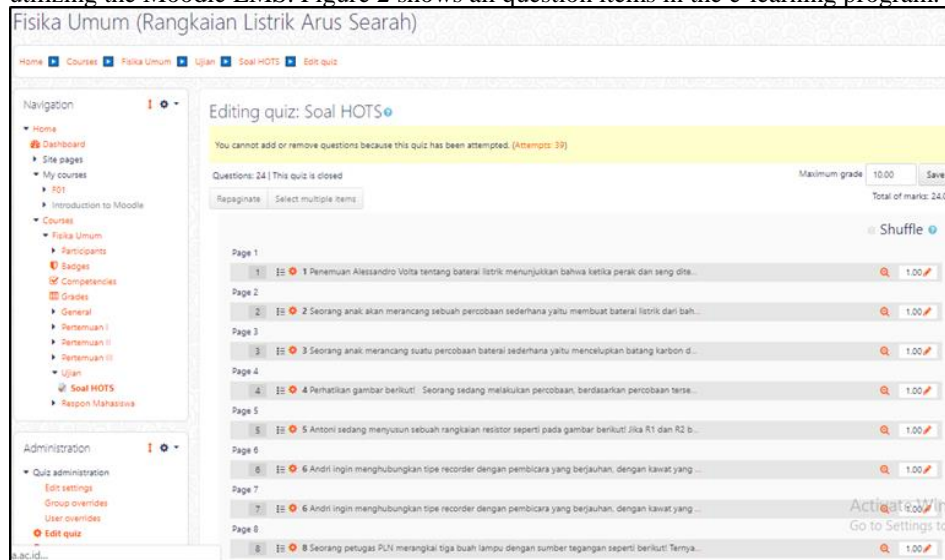 utilizing the Moodle LMS. Figure 2 shows an question items in the e-learning program.
Fisika Umum (Rangkaian Listrik Arus Searah)
Home Courses Fisika Umum Ujian Soal HOTS Edit quiz
Navigation
Home
Dashboard
Site pages
My courses
F01
Introduction to Moodle
Courses
Fisika Umum
Participants
Badges
Competencies
Grades
General
Pertemuan I
Pertemuan II
Pertemuan III
Ujian
Soal HOTS
Respon Mahasiswa
Administration
Quiz administration
Edit settings
Group overrides
User overrides
Edit quiz
a.ac.id...
Editing quiz: Soal HOTS
You cannot add or remove questions because this quiz has been attempted. (Attempts: 39)
Questions: 24 | This quiz is closed
Maximum grade 10.00 Save
Repaginate Select multiple items
Total of marks: 24.0
Shuffle
Page 1
1 1 Penemuan Alessandro Volta tentang baterai listrik menunjukkan bahwa ketika perak dan seng dite... 1.00
Page 2
2 2 Seorang anak akan merancang sebuah percobaan sederhana yaitu membuat baterai listrik dari bah... 1.00
Page 3
3 3 Seorang anak merancang suatu percobaan baterai sederhana yaitu mencelupkan batang karbon d... 1.00
Page 4
4 4 Perhatikan gambar berikut! Seorang sedang melakukan percobaan, berdasarkan percobaan terse... 1.00
Page 5
5 5 Antoni sedang menyusun sebuah rangkaian resistor seperti pada gambar berikut! Jika R1 dan R2 b... 1.00
Page 6
6 6 Andri ingin menghubungkan tipe recorder dengan pembicara yang berjauhan, dengan kawat yang ... 1.00
Page 7
7 6 Andri ingin menghubungkan tipe recorder dengan pembicara yang berjauhan, dengan kawat yang ... 1.00
Page 8
8 8 Seorang petugas PLN merangkai tiga buah lampu dengan sumber tegangan seperti berikut! Ternya... 1.00
Activate Win
Go to Settings to